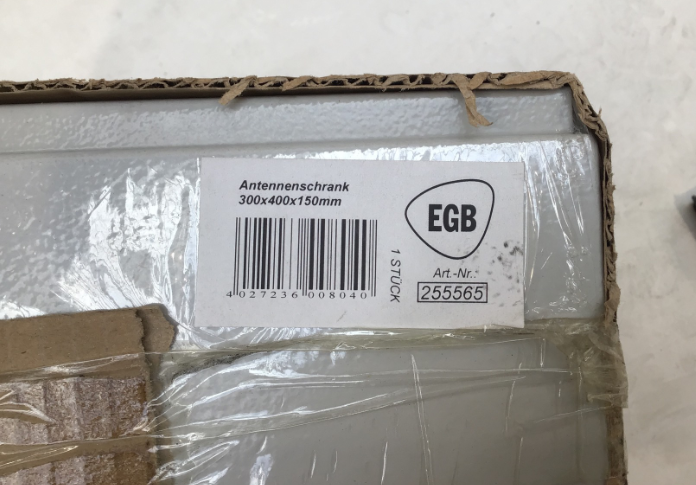 Antennenschrank
300x400x150mm
EGB
4 027236 008040
1 STÜCK
Art.-Nr.:
255565